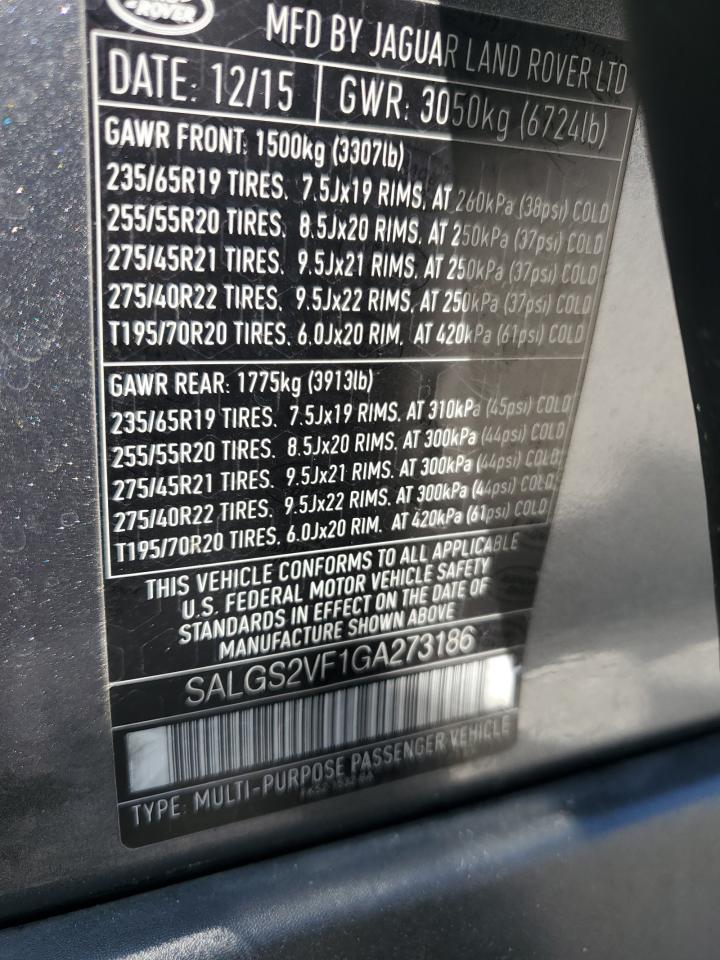 ROVER
MFD BY JAGUAR LAND ROVER LTD
DATE: 12/15 GWR: 3050kg (6724lb)
GAWR FRONT: 1500kg (3307lb)
235/65R19 TIRES. 7.5Jx19 RIMS, AT 260kPa (38psi) COLD
255/55R20 TIRES. 8.5Jx20 RIMS, AT 250kPa (37psi) COLD
275/45R21 TIRES. 9.5Jx21 RIMS, AT 250kPa (37psi) COLD
275/40R22 TIRES. 9.5Jx22 RIMS, AT 250kPa (37psi) COLD
T195/70R20 TIRES. 6.0Jx20 RIM, AT 420kPa (61psi) COLD
GAWR REAR: 1775kg (3913lb)
235/65R19 TIRES. 7.5Jx19 RIMS, AT 310kPa (45psi) COLD
255/55R20 TIRES. 8.5Jx20 RIMS, AT 300kPa (44psi) COLD
275/45R21 TIRES. 9.5Jx21 RIMS, AT 300kPa (44psi) COLD
275/40R22 TIRES. 9.5Jx22 RIMS, AT 300kPa (44psi) COLD
T195/70R20 TIRES. 6.0Jx20 RIM, AT 420kPa (61psi) COLD
THIS VEHICLE CONFORMS TO ALL APPLICABLE
U.S. FEDERAL MOTOR VEHICLE SAFETY
STANDARDS IN EFFECT ON THE DATE OF
MANUFACTURE SHOWN ABOVE
SALGS2VF1GA273186
TYPE: MULTI-PURPOSE PASSENGER VEHICLE